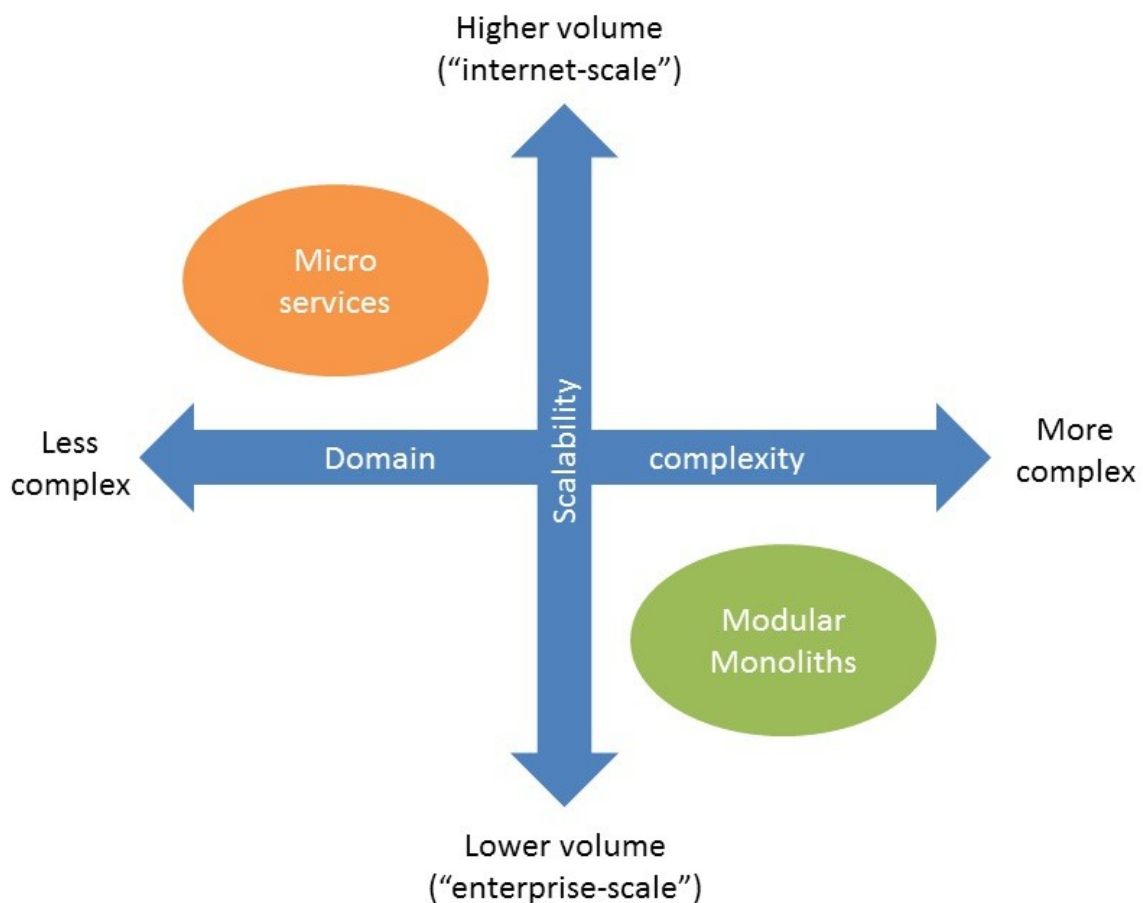 Higher volume
(“internet-scale”)
Micro
services
Less
complex
Domain
Scalability
complexity
More
complex
Modular
Monoliths
Lower volume
(“enterprise-scale”)